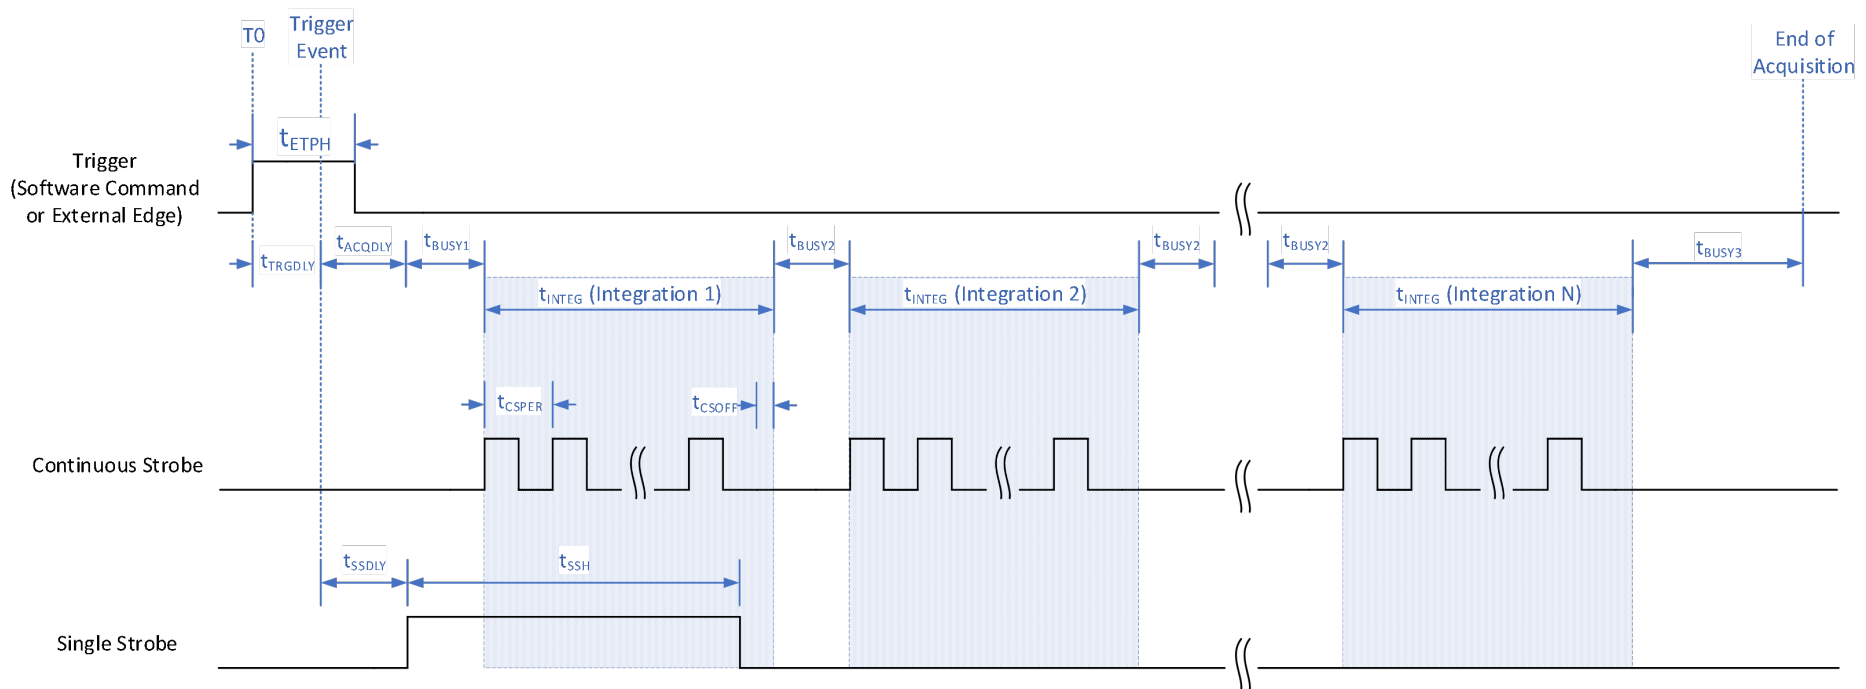 T0
Trigger
Event
End of
Acquisition
tETPH
Trigger
(Software Command
or External Edge)
tTRGDLY
tACQDLY
tBUSY1
tBUSY2
tBUSY2
tBUSY2
tBUSY3
tINTEG (Integration 1)
tINTEG (Integration 2)
tINTEG (Integration N)
tCSPER
tCSOFF
Continuous Strobe
tSSDLY
tSSH
Single Strobe